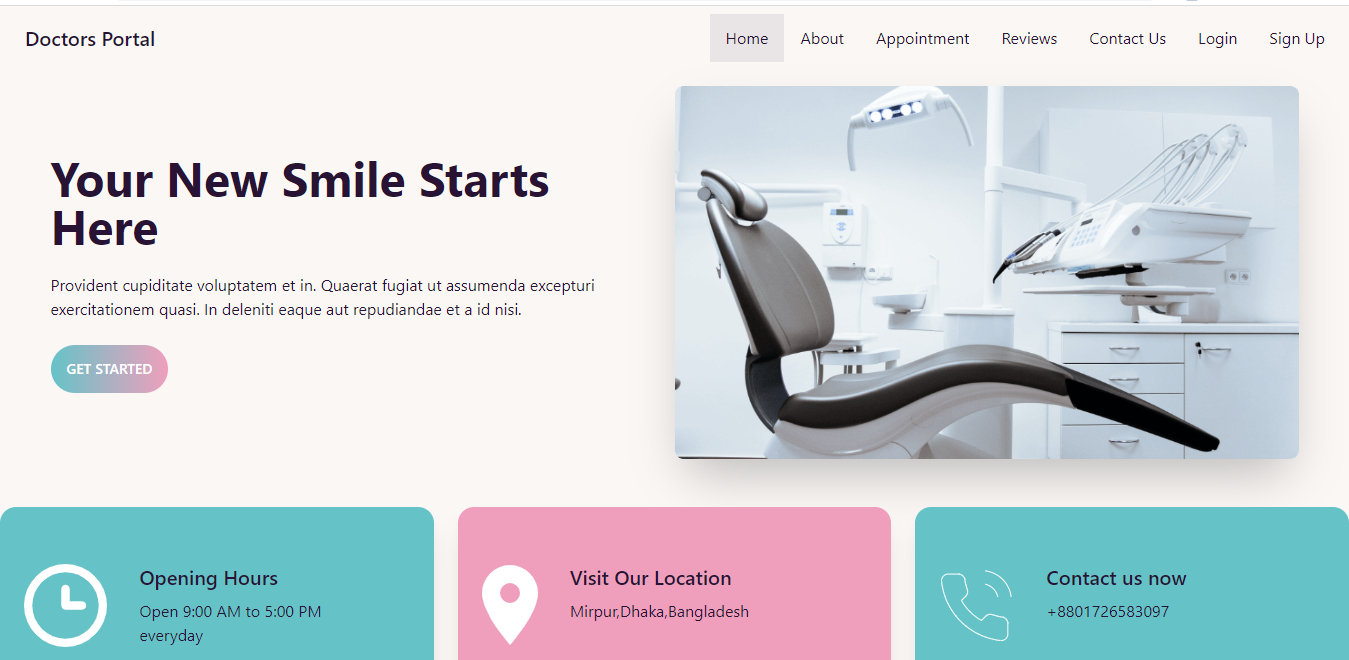 Doctors Portal
Home About Appointment Reviews Contact Us Login Sign Up
Your New Smile Starts
Here
Provident cupiditate voluptatem et in. Quaerat fugiat ut assumenda excepturi
exercitationem quasi. In deleniti eaque aut repudiandae et a id nisi.
GET STARTED
Opening Hours
Open 9:00 AM to 5:00 PM
everyday
Visit Our Location
Mirpur,Dhaka,Bangladesh
Contact us now
+8801726583097